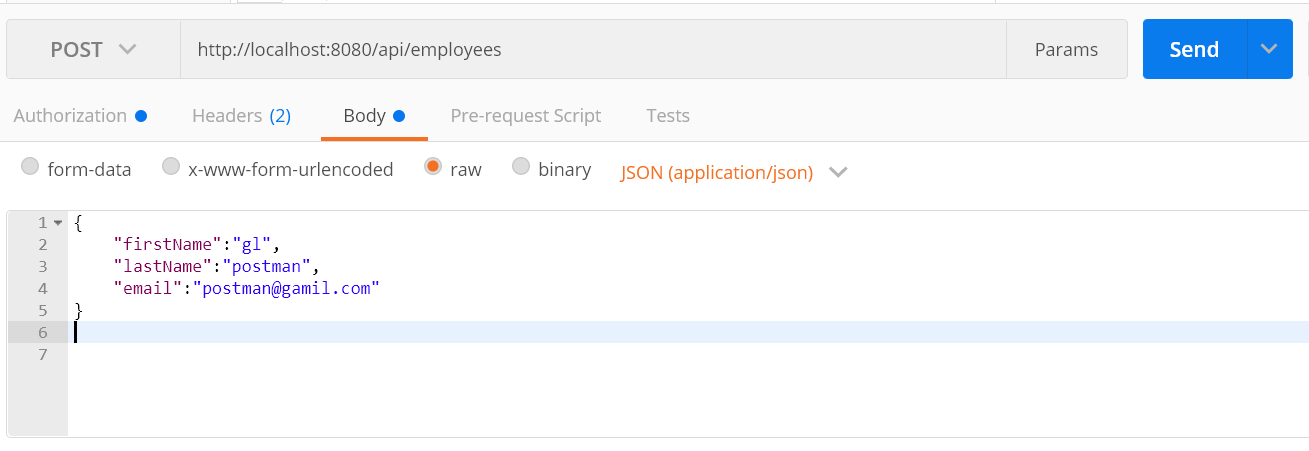 POST http://localhost:8080/api/employees Params Send
Authorization Headers (2) Body Pre-request Script Tests
form-data x-www-form-urlencoded raw binary JSON (application/json)
1 {
2 "firstName":"gl",
3 "lastName":"postman",
4 "email":"postman@gamil.com"
5 }
6
7